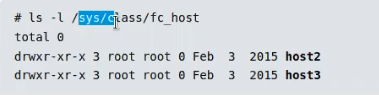 # ls -l /sys/class/fc_host
total 0
drwxr-xr-x 3 root root 0 Feb  3  2015 host2
drwxr-xr-x 3 root root 0 Feb  3  2015 host3